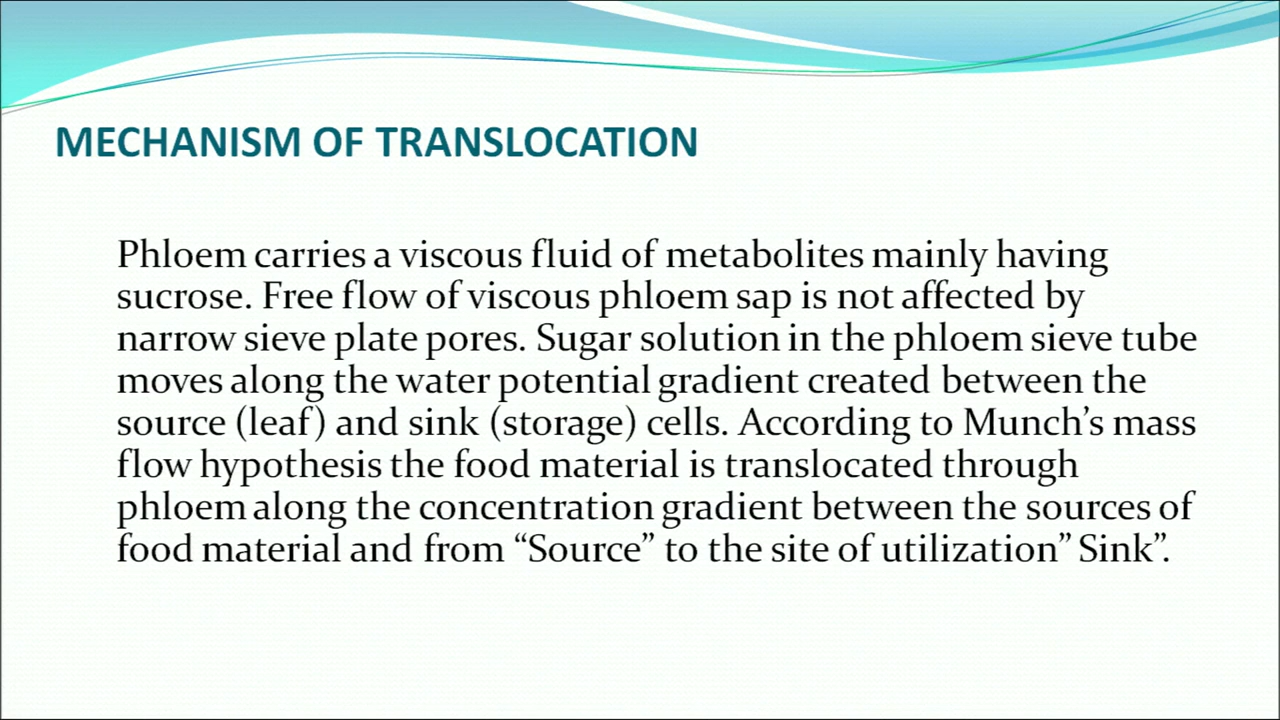 MECHANISM OF TRANSLOCATION
Phloem carries a viscous fluid of metabolites mainly having
sucrose. Free flow of viscous phloem sap is not affected by
narrow sieve plate pores. Sugar solution in the phloem sieve tube
moves along the water potential gradient created between the
source (leaf) and sink (storage) cells. According to Munch’s mass
flow hypothesis the food material is translocated through
phloem along the concentration gradient between the sources of
food material and from “Source” to the site of utilization” Sink”.